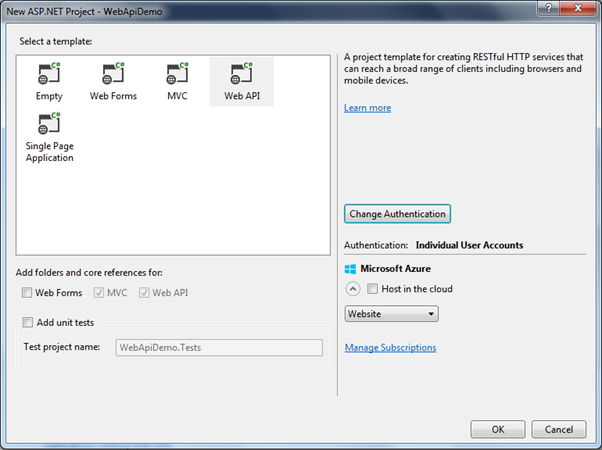 New ASP.NET Project - WebApiDemo
Select a template:
C# C# C# C#
Empty Web Forms MVC Web API
C#
Single Page
Application
A project template for creating RESTful HTTP services that
can reach a broad range of clients including browsers and
mobile devices.
Learn more
Change Authentication
Authentication: Individual User Accounts
Microsoft Azure
Host in the cloud
Website
Manage Subscriptions
Add folders and core references for:
Web Forms MVC Web API
Add unit tests
Test project name: WebApiDemo.Tests
OK Cancel